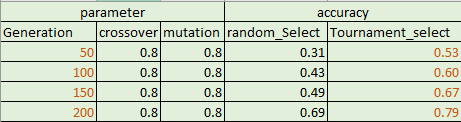 parameter accuracy
Generation crossover mutation random_Select Tournament_select
50 0.8 0.8 0.31 0.53
100 0.8 0.8 0.43 0.60
150 0.8 0.8 0.49 0.67
200 0.8 0.8 0.69 0.79